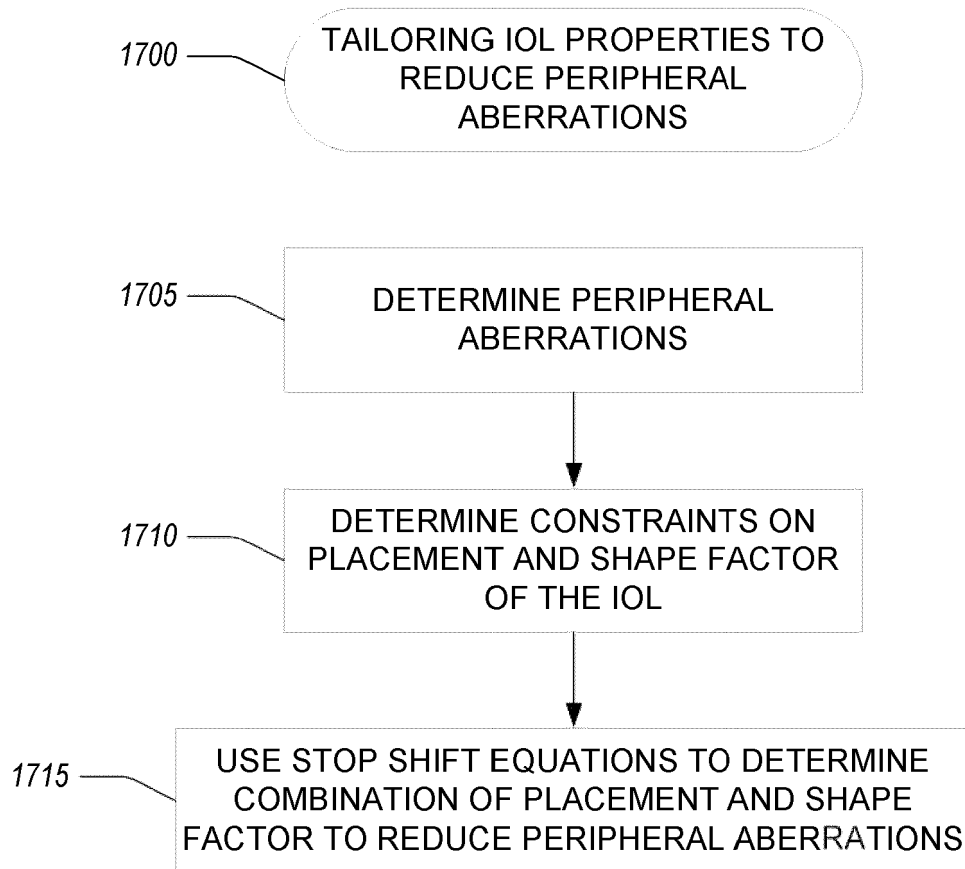 1700
TAILORING IOL PROPERTIES TO
REDUCE PERIPHERAL
ABERRATIONS
1705
DETERMINE PERIPHERAL
ABERRATIONS
1710
DETERMINE CONSTRAINTS ON
PLACEMENT AND SHAPE FACTOR
OF THE IOL
1715
USE STOP SHIFT EQUATIONS TO DETERMINE
COMBINATION OF PLACEMENT AND SHAPE
FACTOR TO REDUCE PERIPHERAL ABERRATIONS